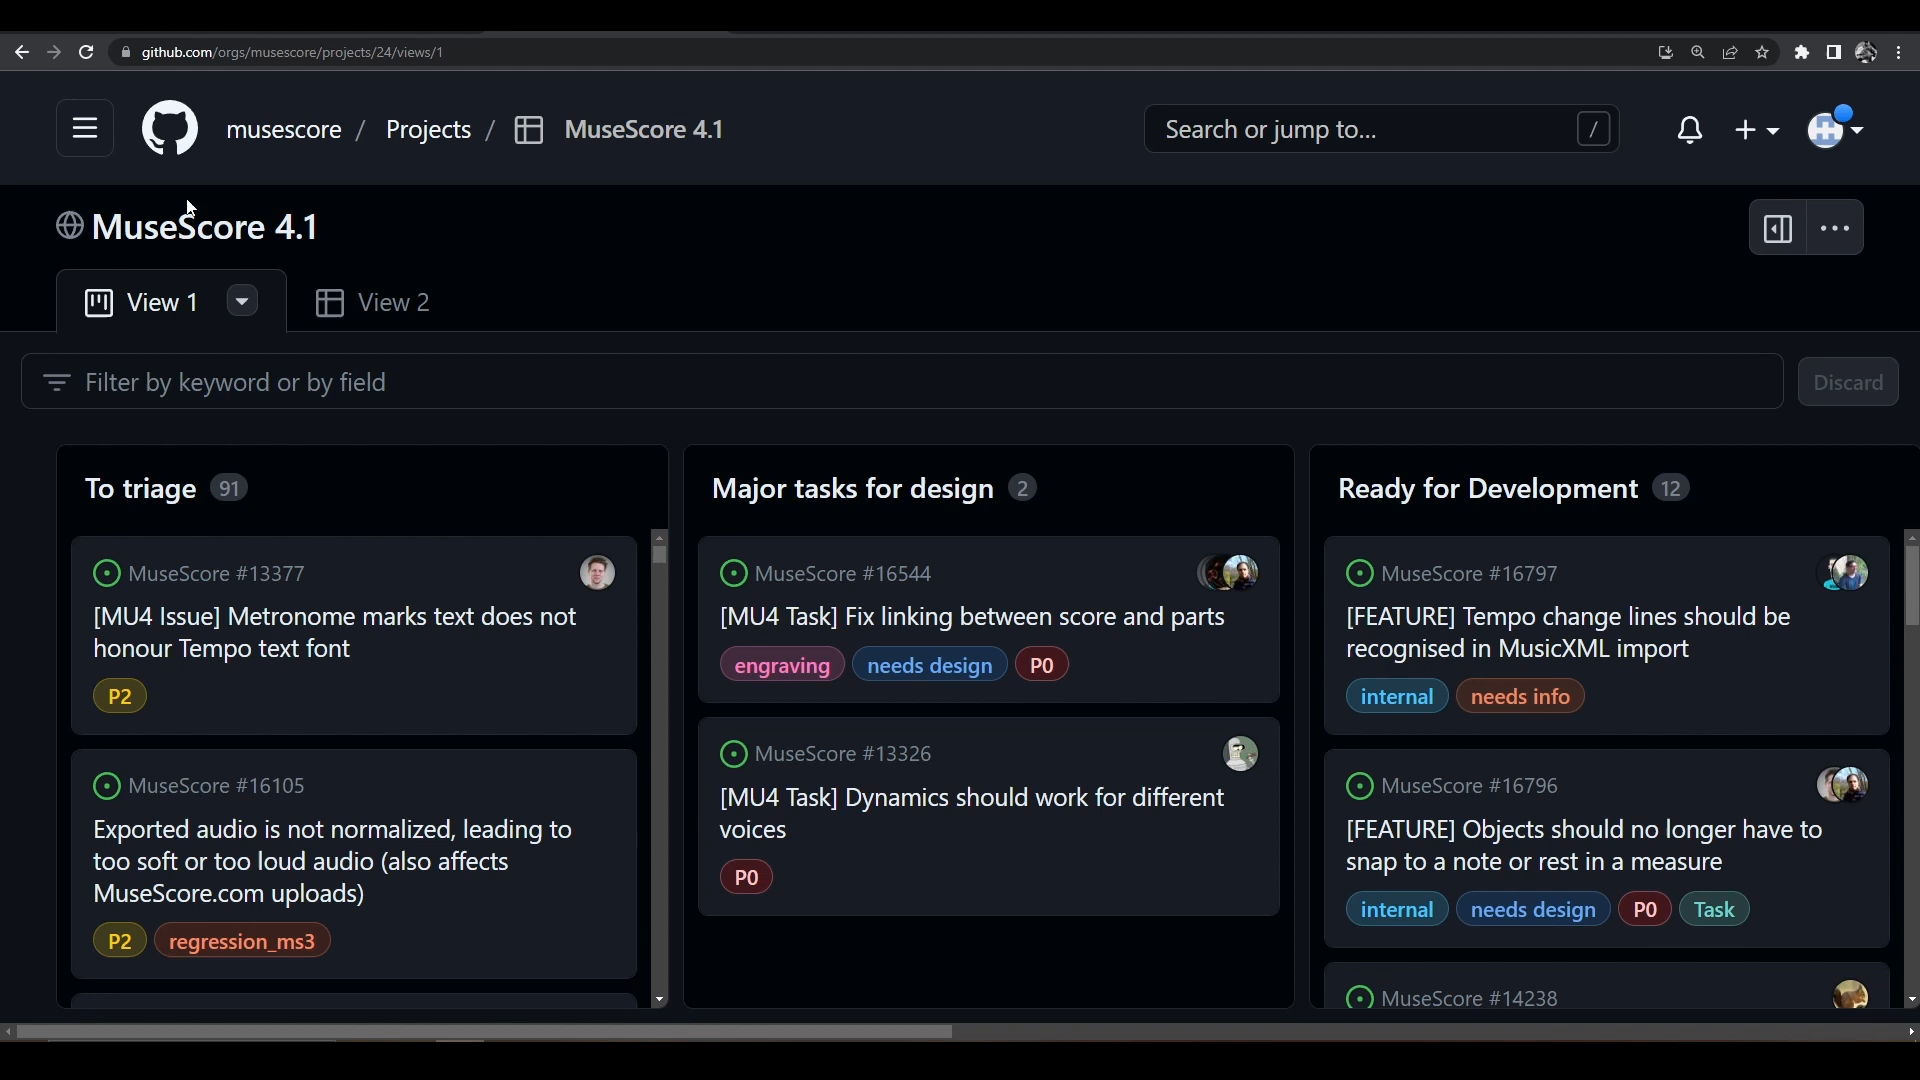 github.com/orgs/musescore/projects/24/views/1
musescore / Projects / MuseScore 4.1
Search or jump to... /
MuseScore 4.1
View 1
View 2
Filter by keyword or by field
Discard
To triage 91
MuseScore #13377
[MU4 Issue] Metronome marks text does not
honour Tempo text font
P2
MuseScore #16105
Exported audio is not normalized, leading to
too soft or too loud audio (also affects
MuseScore.com uploads)
P2 regression_ms3
Major tasks for design 2
MuseScore #16544
[MU4 Task] Fix linking between score and parts
engraving needs design P0
MuseScore #13326
[MU4 Task] Dynamics should work for different
voices
P0
Ready for Development 12
MuseScore #16797
[FEATURE] Tempo change lines should be
recognised in MusicXML import
internal needs info
MuseScore #16796
[FEATURE] Objects should no longer have to
snap to a note or rest in a measure
internal needs design P0 Task
MuseScore #14238